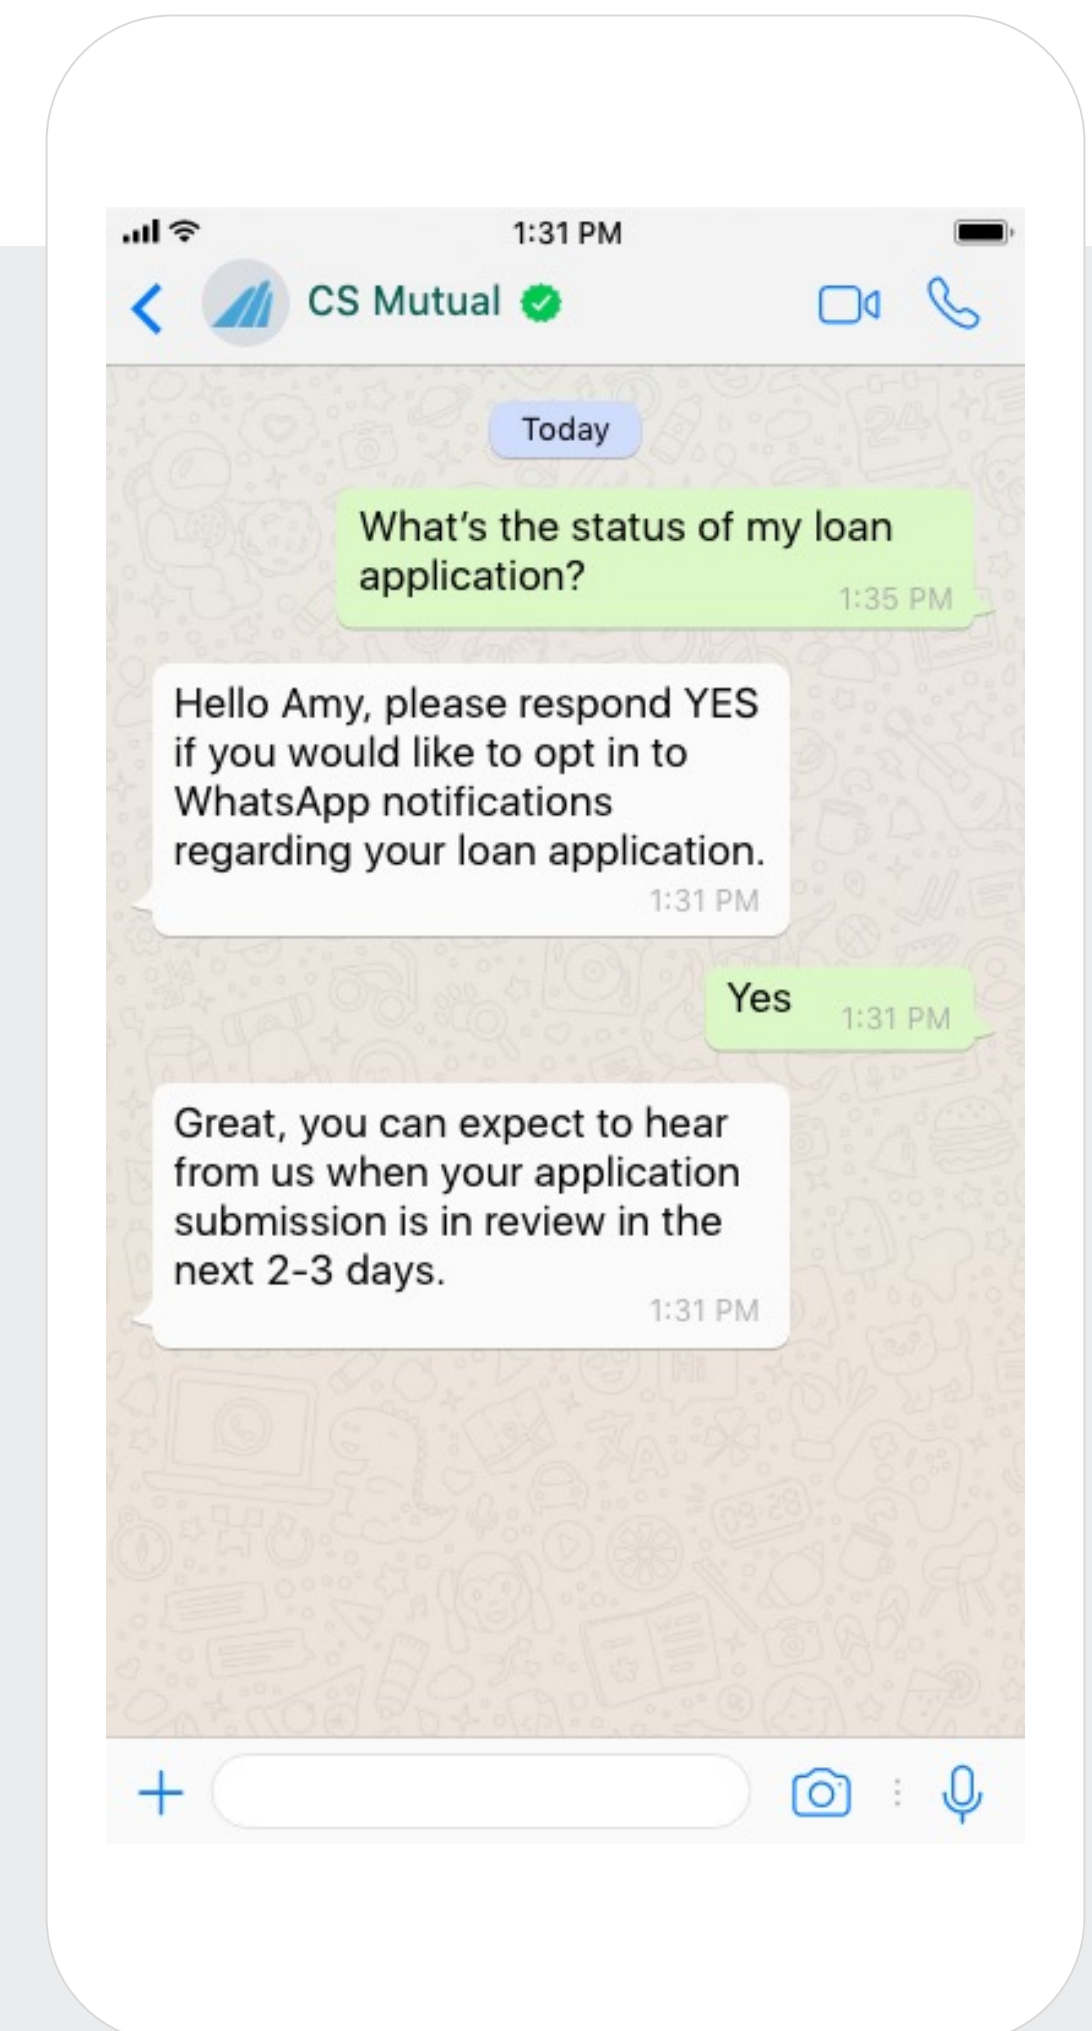 1:31 PM
CS Mutual
Today
What’s the status of my loan
application?
1:35 PM
Hello Amy, please respond YES
if you would like to opt in to
WhatsApp notifications
regarding your loan application.
1:31 PM
Yes
1:31 PM
Great, you can expect to hear
from us when your application
submission is in review in the
next 2-3 days.
1:31 PM